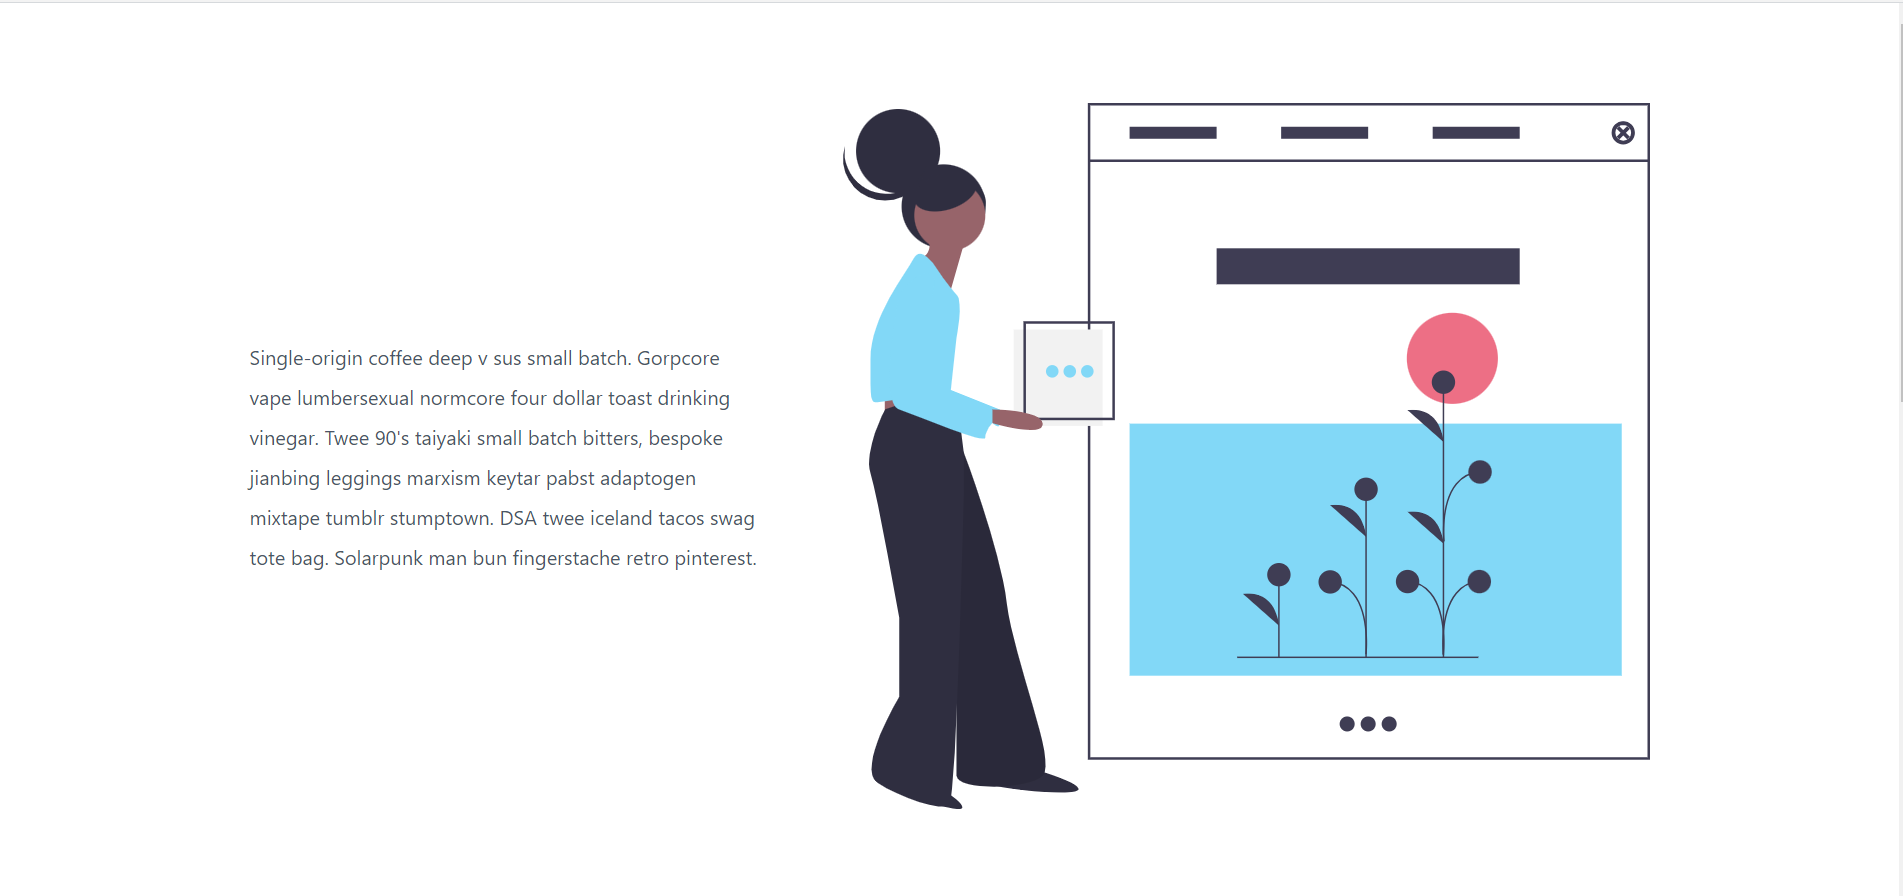 Single-origin coffee deep v sus small batch. Gorpcore
vape lumbersexual normcore four dollar toast drinking
vinegar. Twee 90's taiyaki small batch bitters, bespoke
jianbing leggings marxism keytar pabst adaptogen
mixtape tumblr stumptown. DSA twee iceland tacos swag
tote bag. Solarpunk man bun fingerstache retro pinterest.